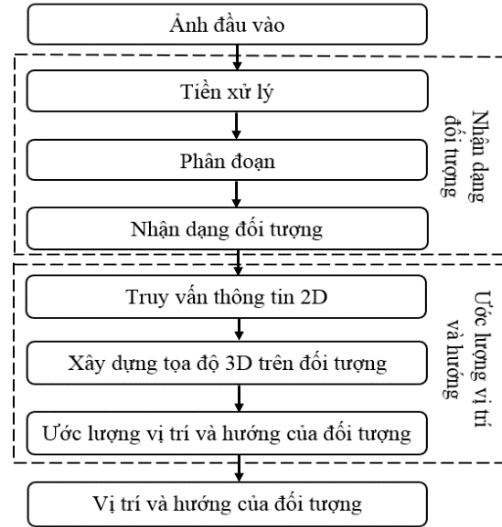 Ảnh đầu vào
Tiền xử lý
Phân đoạn
Nhận dạng đối tượng
Nhận dạng
đối tượng
Truy vấn thông tin 2D
Xây dựng tọa độ 3D trên đối tượng
Ước lượng vị trí và hướng của đối tượng
Ước lượng vị trí
và hướng
Vị trí và hướng của đối tượng